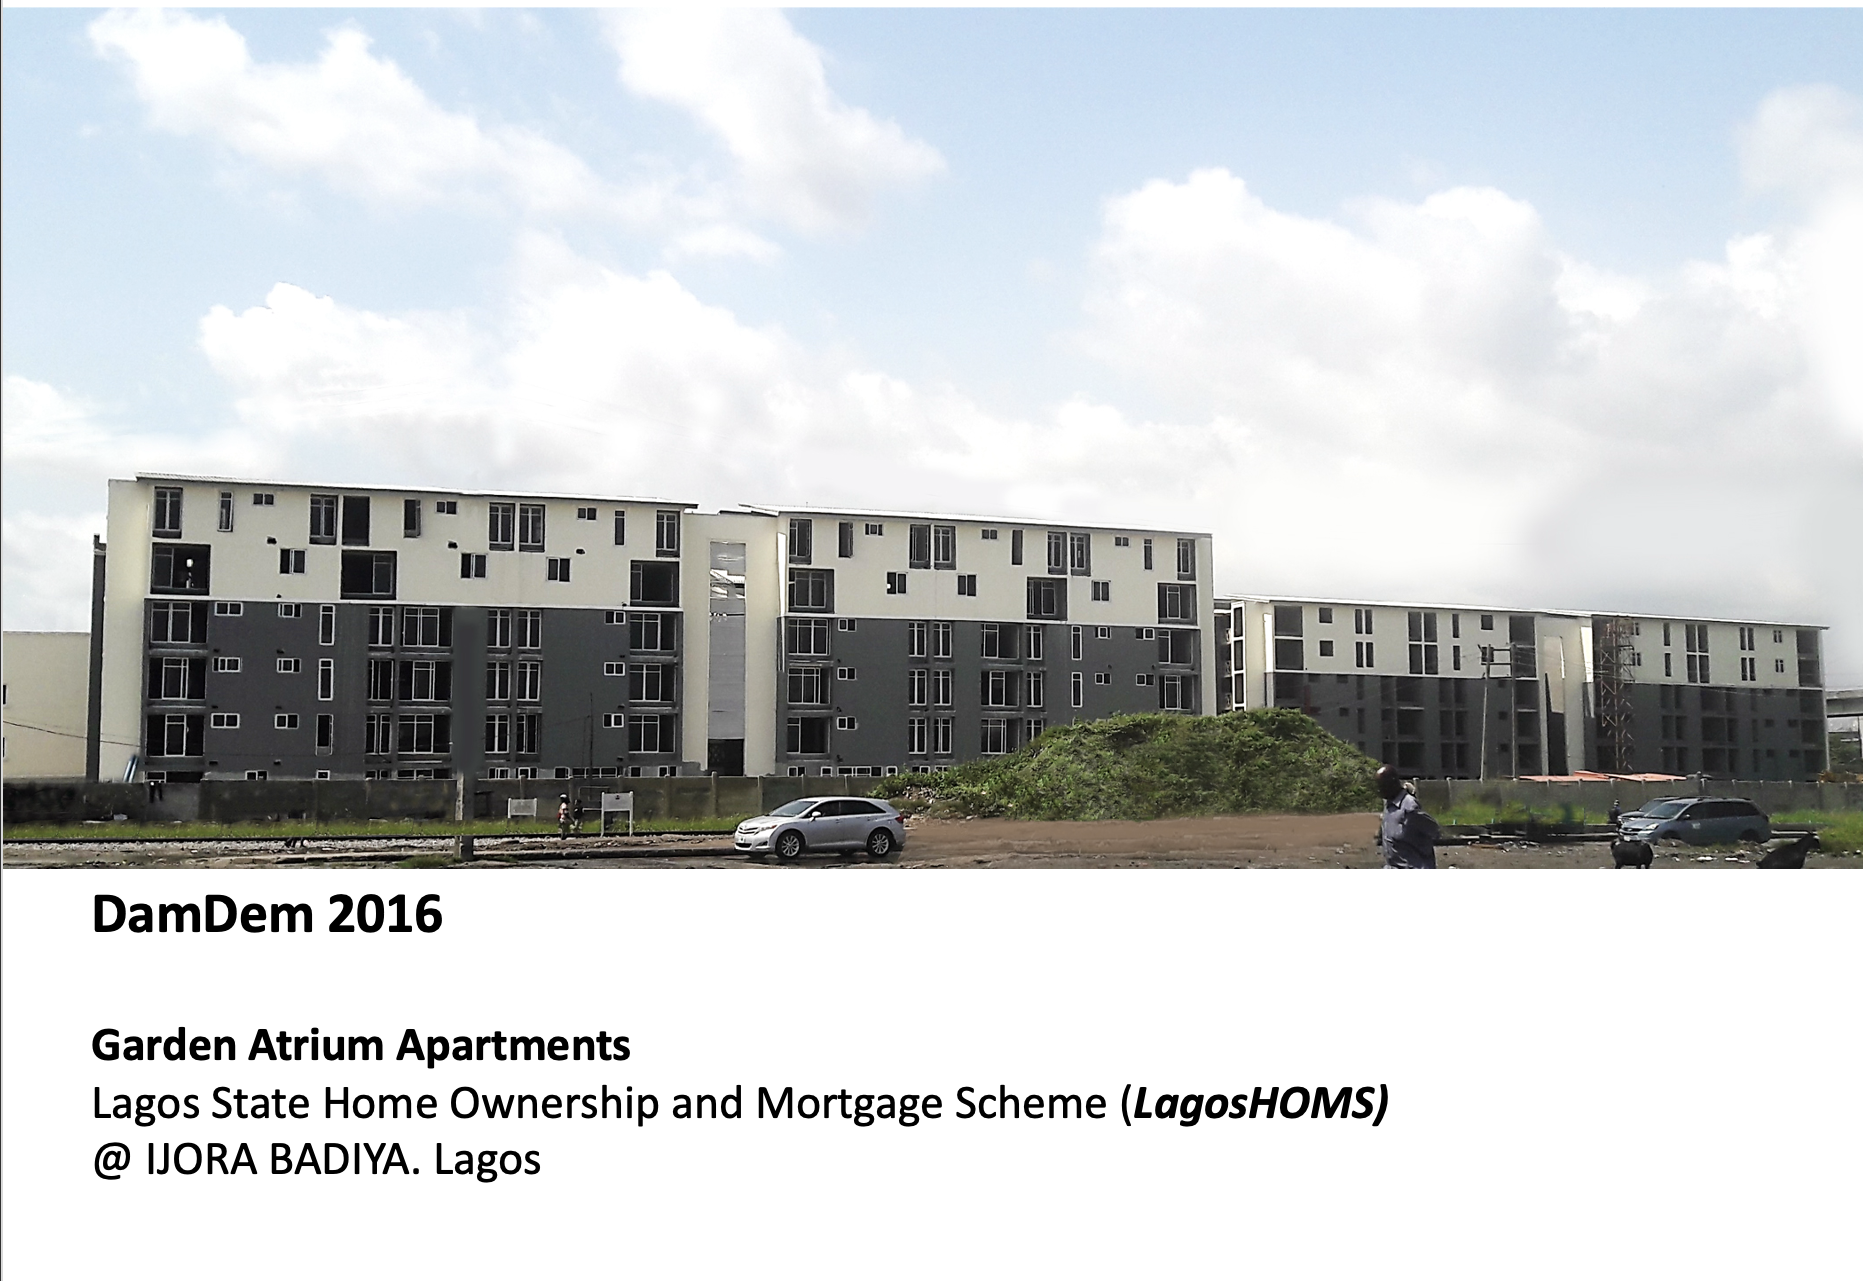 DamDem 2016
Garden Atrium Apartments
Lagos State Home Ownership and Mortgage Scheme (LagosHOMS)
@ IJORA BADIYA. Lagos